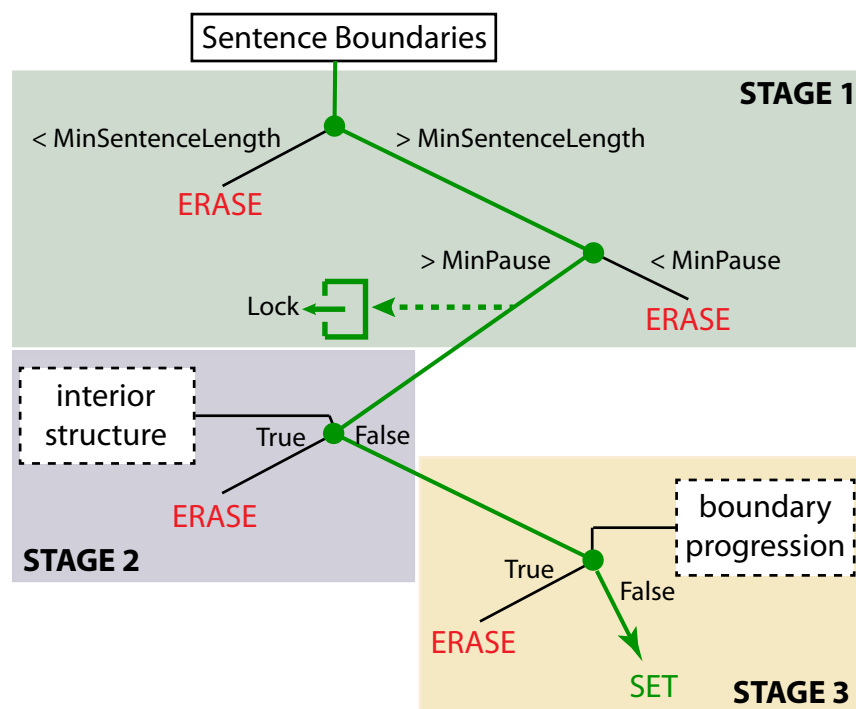 Sentence Boundaries
STAGE 1
< MinSentenceLength
> MinSentenceLength
ERASE
> MinPause
< MinPause
Lock
ERASE
interior
structure
True
False
ERASE
STAGE 2
boundary
progression
True
False
ERASE
SET
STAGE 3